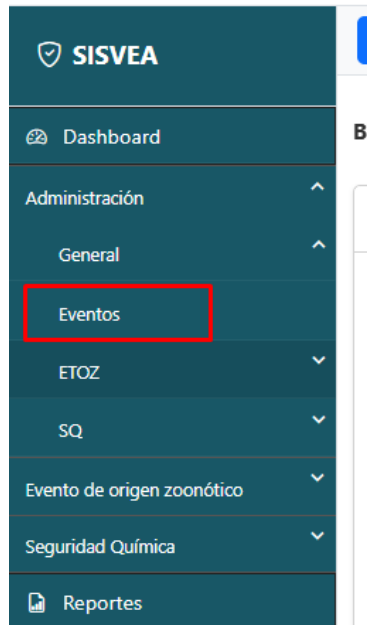 SISVEA
Dashboard
B
Administración
General
Eventos
ETOZ
SQ
Evento de origen zoonótico
Seguridad Química
Reportes